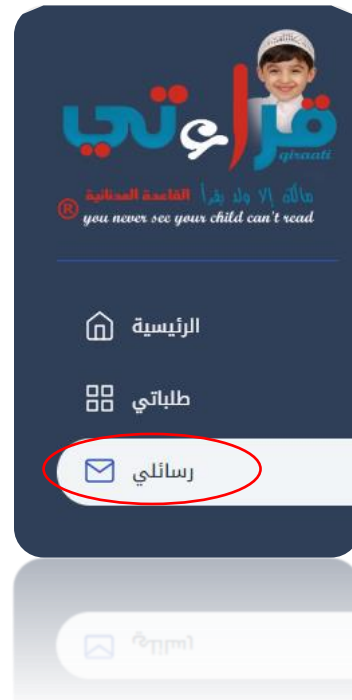 قراءتي
qiraati
مالك إلا ولد يقرأ القاعدة المدنانية ®
you never see your child can't read
الرئيسية
طلباتي
رسائلي